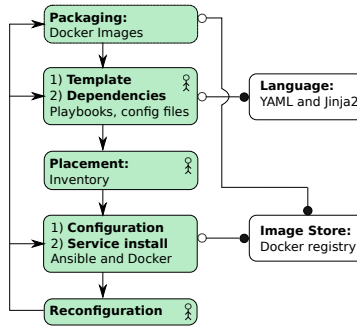 Packaging:
Docker Images
1) Template
2) Dependencies
Playbooks, config files
Language:
YAML and Jinja2
Placement:
Inventory
1) Configuration
2) Service install
Ansible and Docker
Image Store:
Docker registry
Reconfiguration